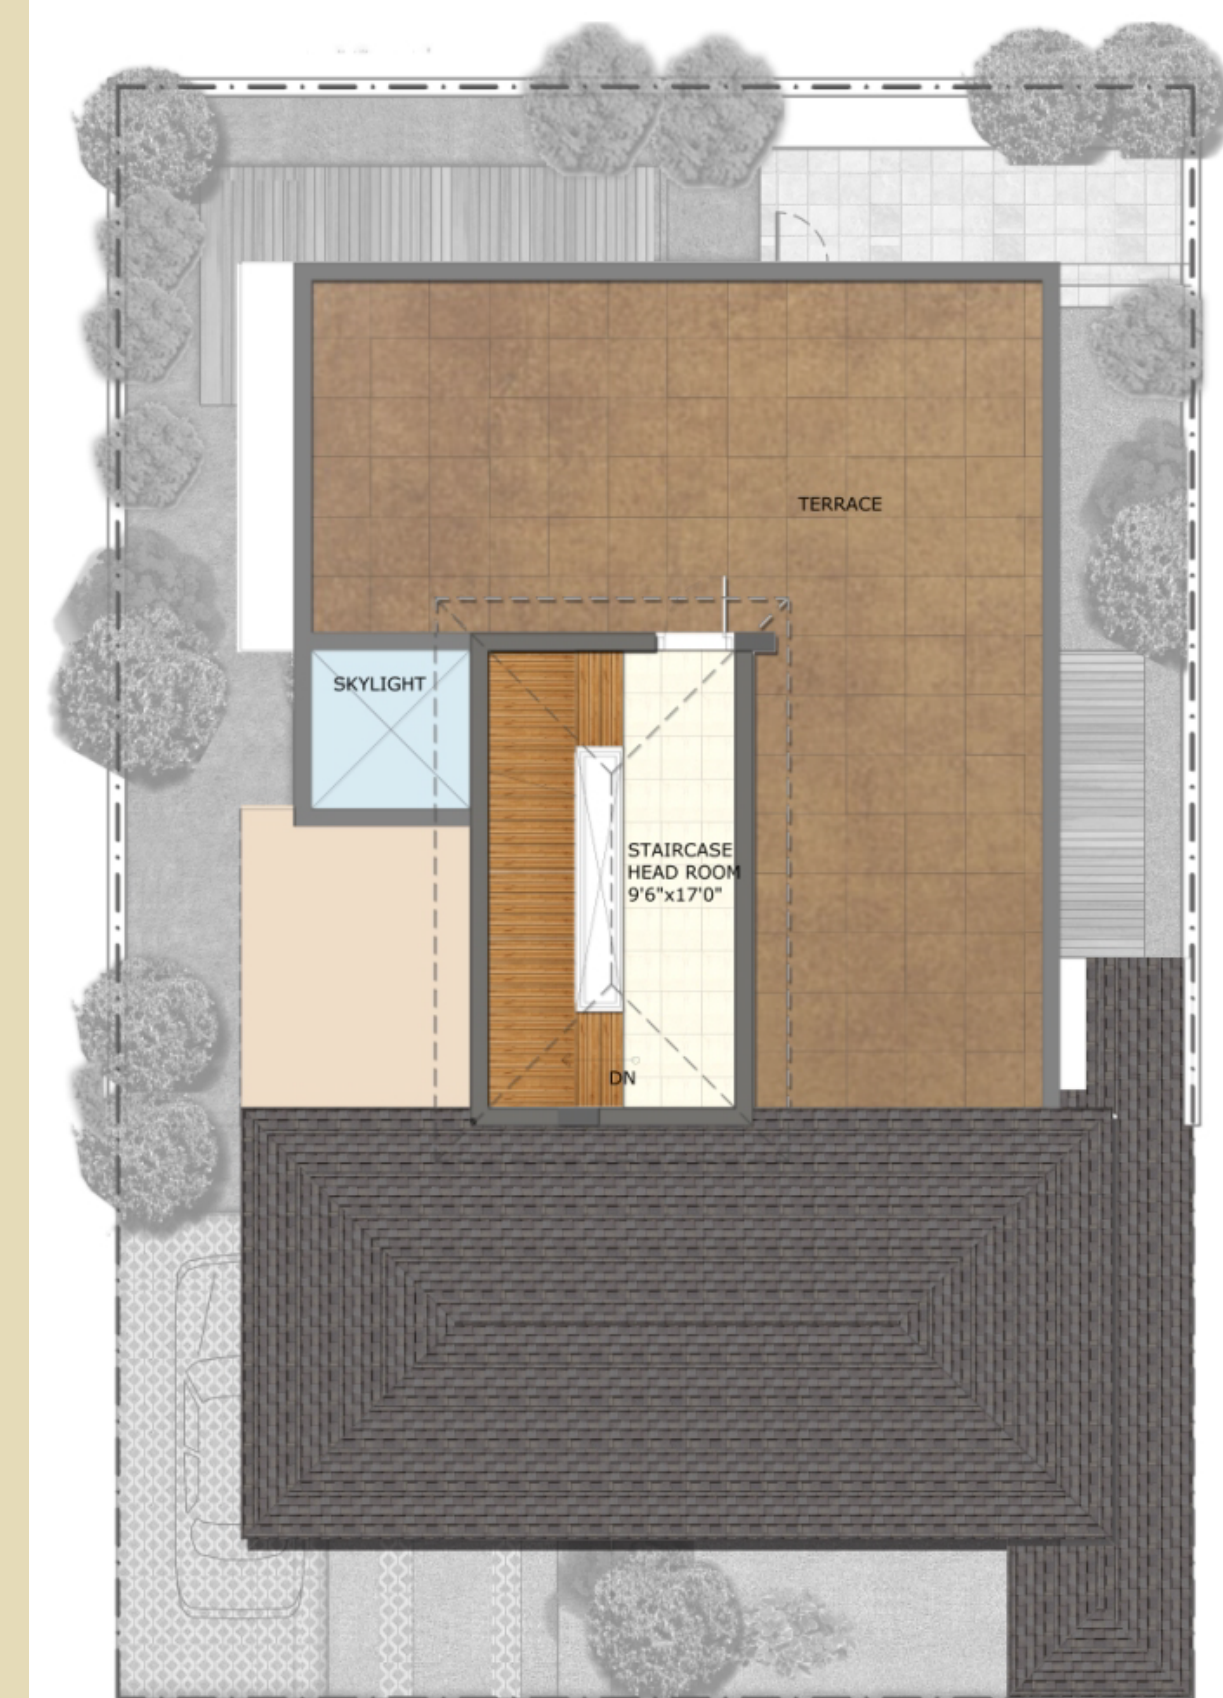 TERRACE
SKYLIGHT
STAIRCASE
HEAD ROOM
9'6"x17'0"
DN